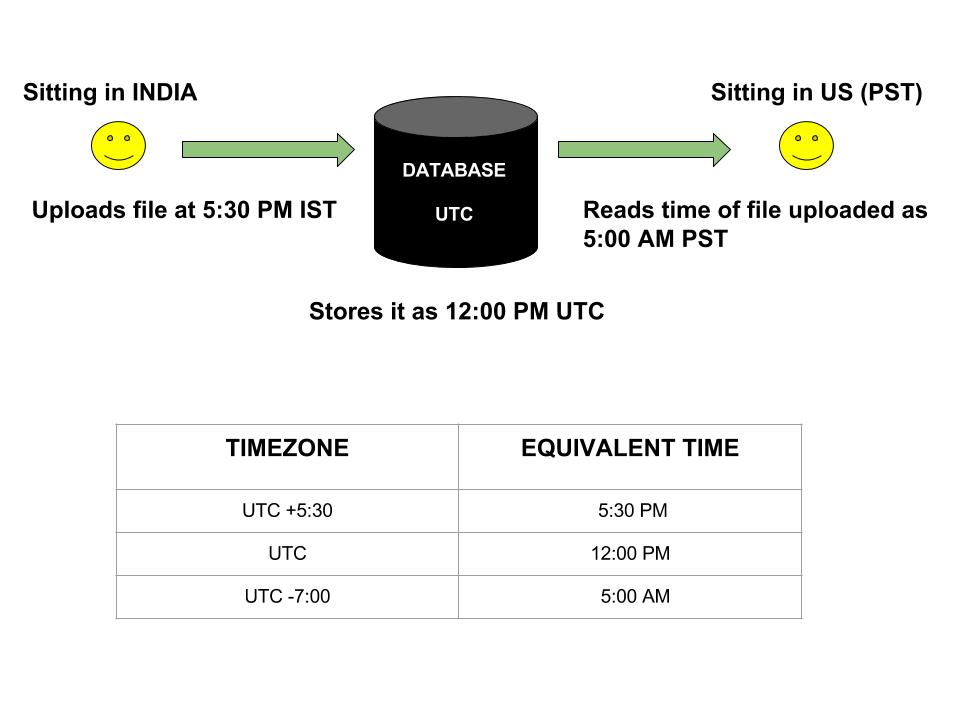 Sitting in INDIA
Sitting in US (PST)
DATABASE
UTC
Uploads file at 5:30 PM IST
Reads time of file uploaded as
5:00 AM PST
Stores it as 12:00 PM UTC
TIMEZONE EQUIVALENT TIME
UTC +5:30 5:30 PM
UTC 12:00 PM
UTC -7:00 5:00 AM